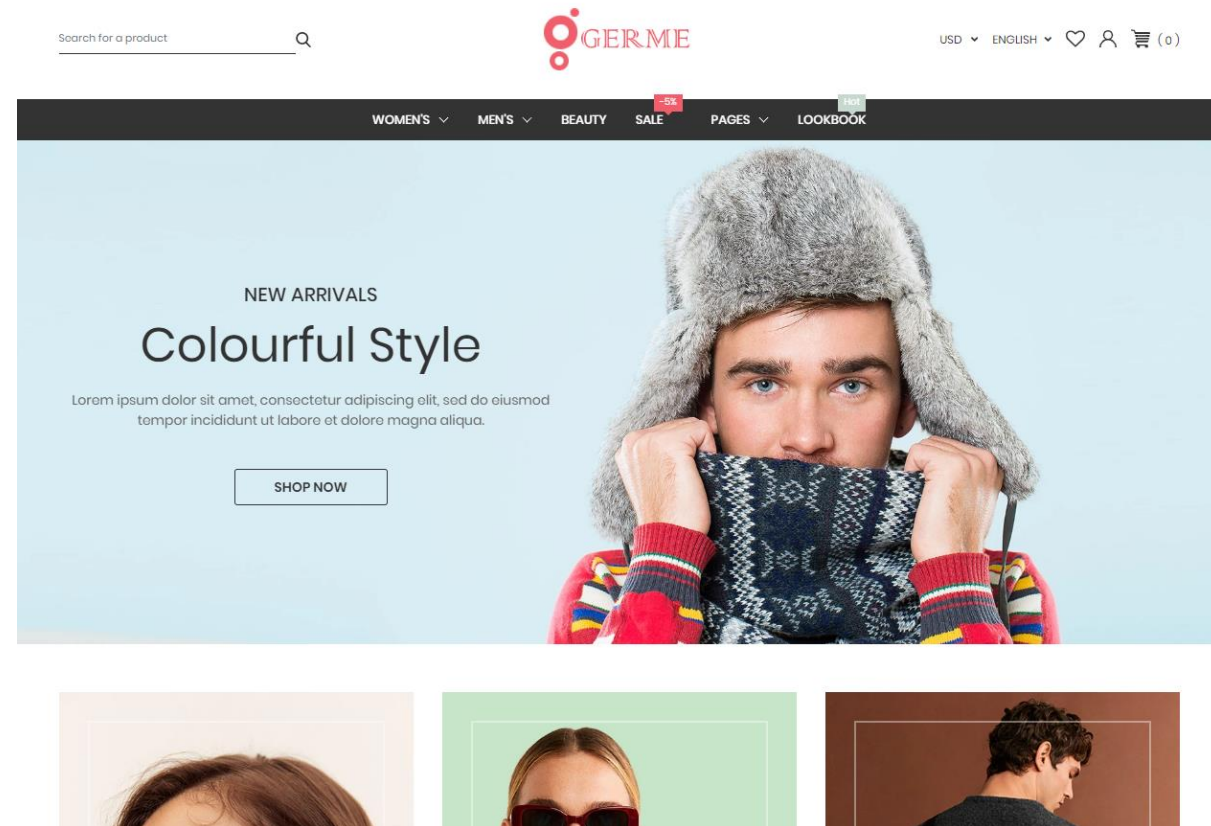 Search for a product
GERME
USD
ENGLISH
(0)
-5%
Hot
WOMEN'S
MEN'S
BEAUTY
SALE
PAGES
LOOKBOOK
NEW ARRIVALS
Colourful Style
Lorem ipsum dolor sit amet, consectetur adipiscing elit, sed do eiusmod
tempor incididunt ut labore et dolore magna aliqua.
SHOP NOW